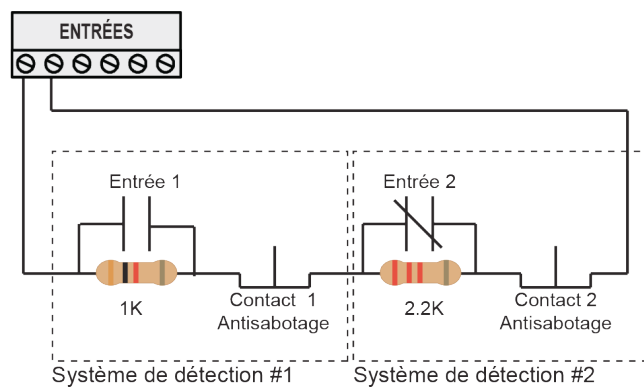 ENTRÉES
Entrée 1
Entrée 2
1K
Contact 1
Antisabotage
2.2K
Contact 2
Antisabotage
Système de détection #1
Système de détection #2